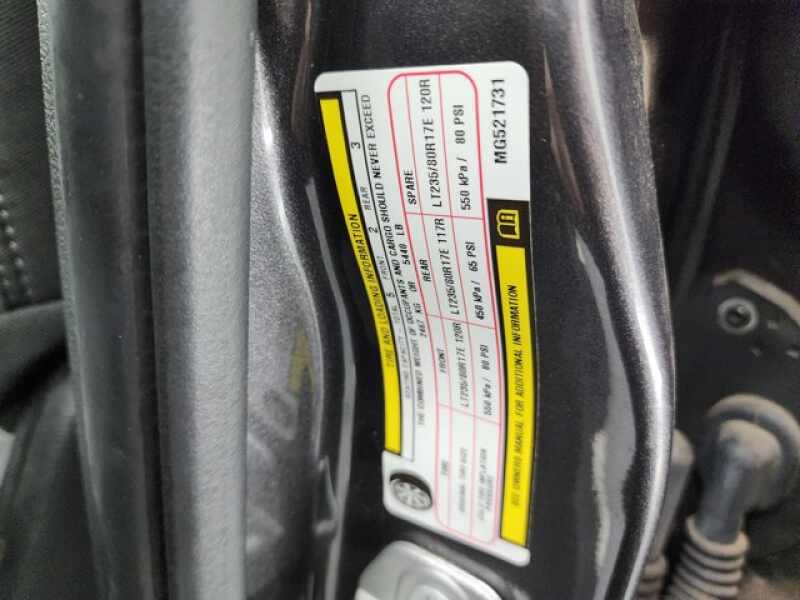 TIRE AND LOADING INFORMATION
SEATING CAPACITY - TOTAL 5 FRONT 2 REAR 3
THE COMBINED WEIGHT OF OCCUPANTS AND CARGO SHOULD NEVER EXCEED
2467 KG OR 5440 LB
TIRE FRONT REAR SPARE
ORIGINAL TIRE SIZE LT235/80R17E 120R LT235/80R17E 117R LT235/80R17E 120R
COLD TIRE INFLATION PRESSURE 550 kPa / 80 PSI 450 kPa / 65 PSI 550 kPa / 80 PSI
SEE OWNERS MANUAL FOR ADDITIONAL INFORMATION
MG521731